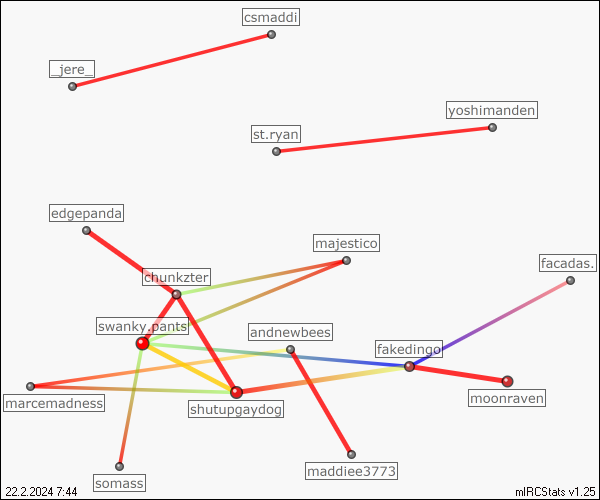 csmaddi
_jere_
yoshimanden
st.ryan
edgepanda
majestico
facadas.
chunkzter
swanky.pants
andnewbees
fakedingo
marcemadness
shutupgaydog
moonraven
maddiee3773
somass
22.2.2024 7:44
mIRCStats v1.25